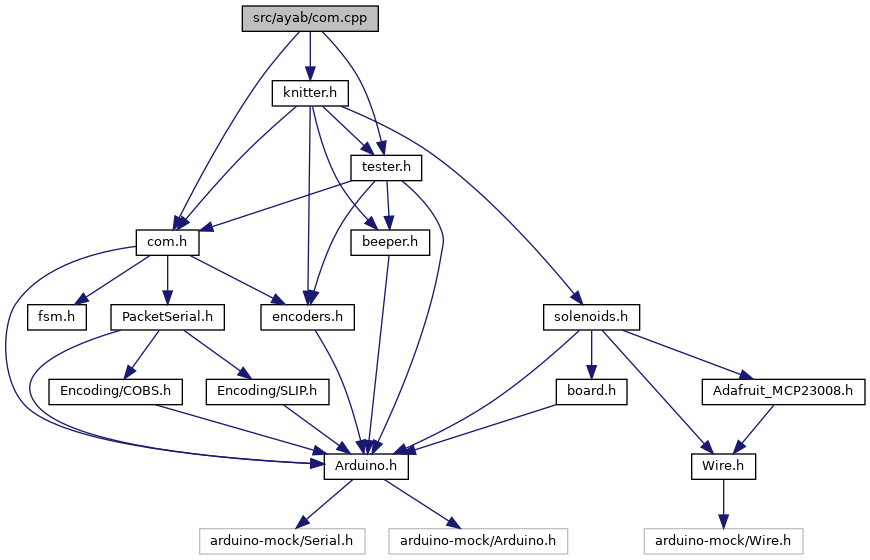 src/ayab/com.cpp
knitter.h
tester.h
com.h
beeper.h
fsm.h
PacketSerial.h
encoders.h
solenoids.h
Encoding/COBS.h
Encoding/SLIP.h
board.h
Adafruit_MCP23008.h
Arduino.h
Wire.h
arduino-mock/Serial.h
arduino-mock/Arduino.h
arduino-mock/Wire.h